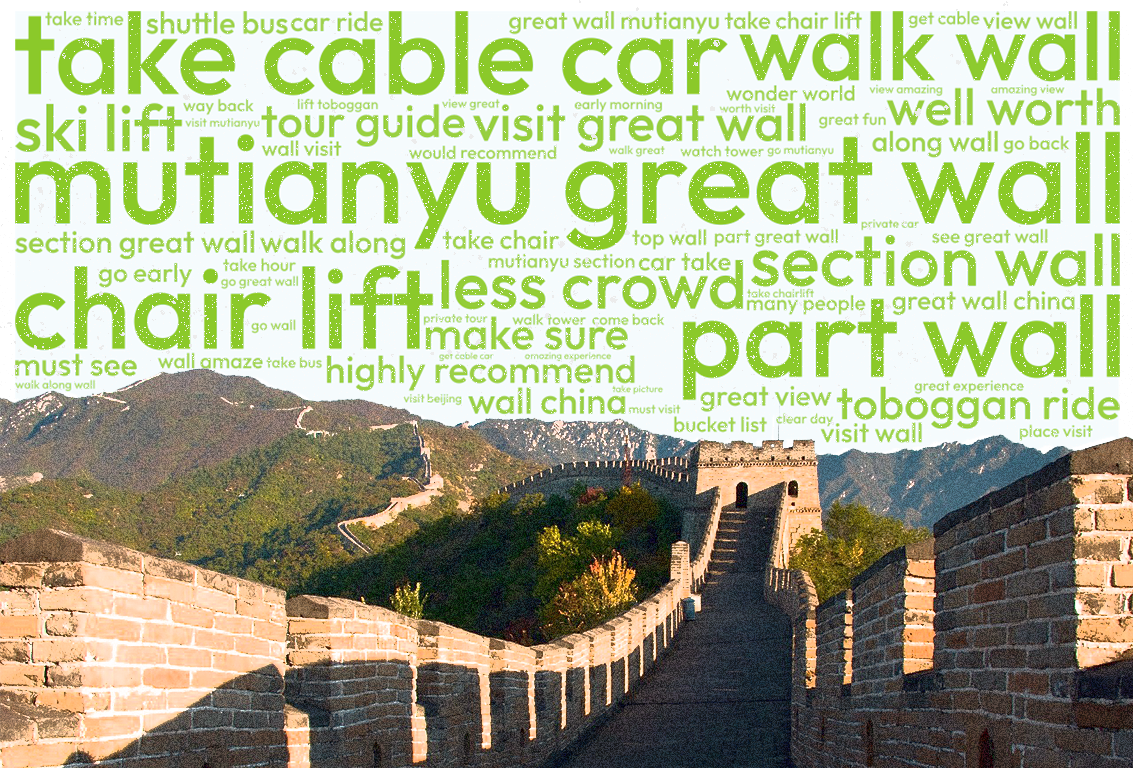 take time shuttle bus car ride great wall mutianyu take chair lift get cable view wall
take cable car walk wall
wonder world view amazing amazing view
ski lift way back lift toboggan view great early morning worth visit well worth
visit mutianyu tour guide visit great wall great fun
wall visit would recommend walk great watch tower go mutianyu along wall go back
mutianyu great wall
private car
section great wall walk along take chair top wall part great wall see great wall
go early take hour mutianyu section car take section wall
go great wall
chair lift less crowd take chairlift many people great wall china
go wall private tour walk tower come back
make sure part wall
must see wall amaze take bus get cable car amazing experience
walk along wall highly recommend
visit beijing wall china take picture great view great experience
must visit toboggan ride
bucket list clear day visit wall place visit